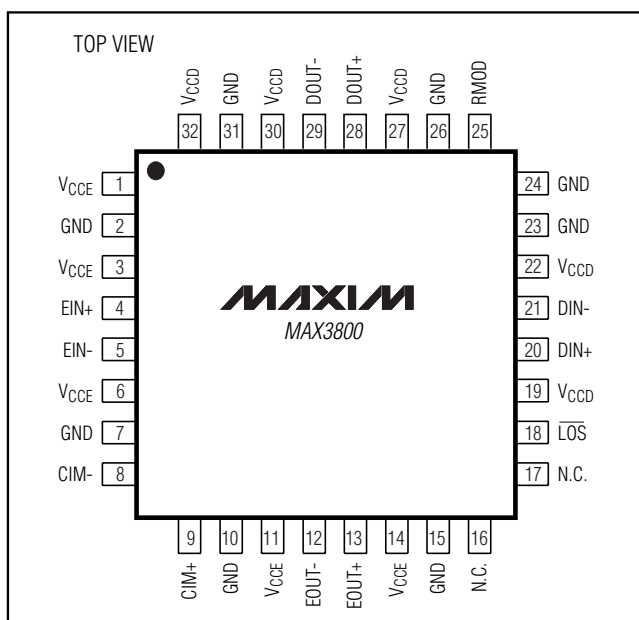 TOP VIEW
VCCD
GND
VCCD
DOUT-
DOUT+
VCCD
GND
RMOD
32
31
30
29
28
27
26
25
VCCE 1
GND 2
VCCE 3
EIN+ 4
EIN- 5
VCCE 6
GND 7
CIM- 8
MAXIM
MAX3800
24 GND
23 GND
22 VCCD
21 DIN-
20 DIN+
19 VCCD
18 L̅O̅S̅
17 N.C.
9
10
11
12
13
14
15
16
CIM+
GND
VCCE
EOUT-
EOUT+
VCCE
GND
N.C.